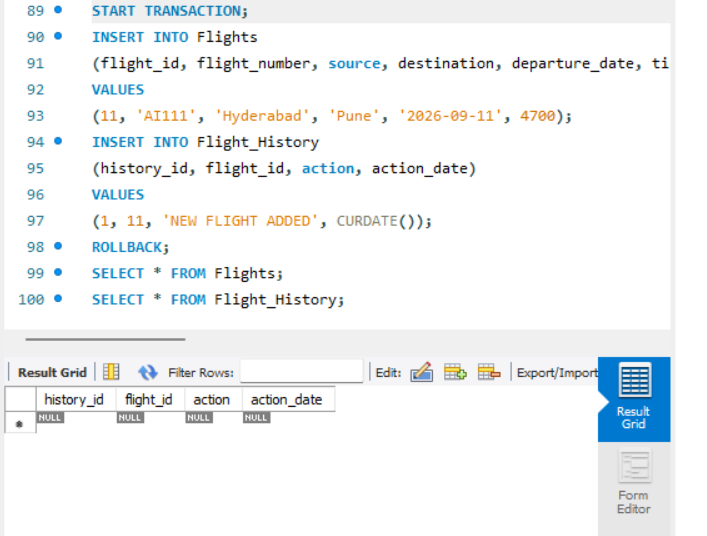 89 START TRANSACTION;
90 INSERT INTO Flights
91 (flight_id, flight_number, source, destination, departure_date, ti
92 VALUES
93 (11, 'AI111', 'Hyderabad', 'Pune', '2026-09-11', 4700);
94 INSERT INTO Flight_History
95 (history_id, flight_id, action, action_date)
96 VALUES
97 (1, 11, 'NEW FLIGHT ADDED', CURDATE());
98 ROLLBACK;
99 SELECT * FROM Flights;
100 SELECT * FROM Flight_History;
Result Grid Filter Rows: Edit: Export/Import
history_id flight_id action action_date
* NULL NULL NULL NULL
Result
Grid
Form
Editor